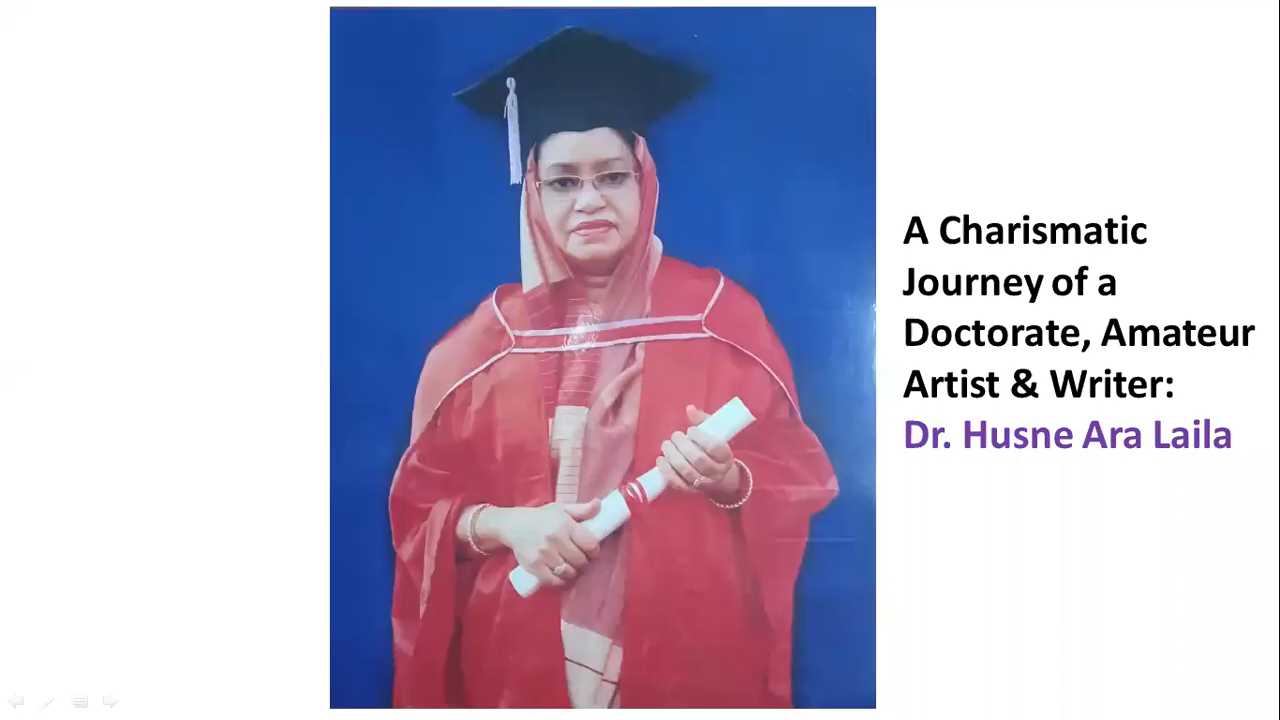 A Charismatic
Journey of a
Doctorate, Amateur
Artist & Writer:
Dr. Husne Ara Laila